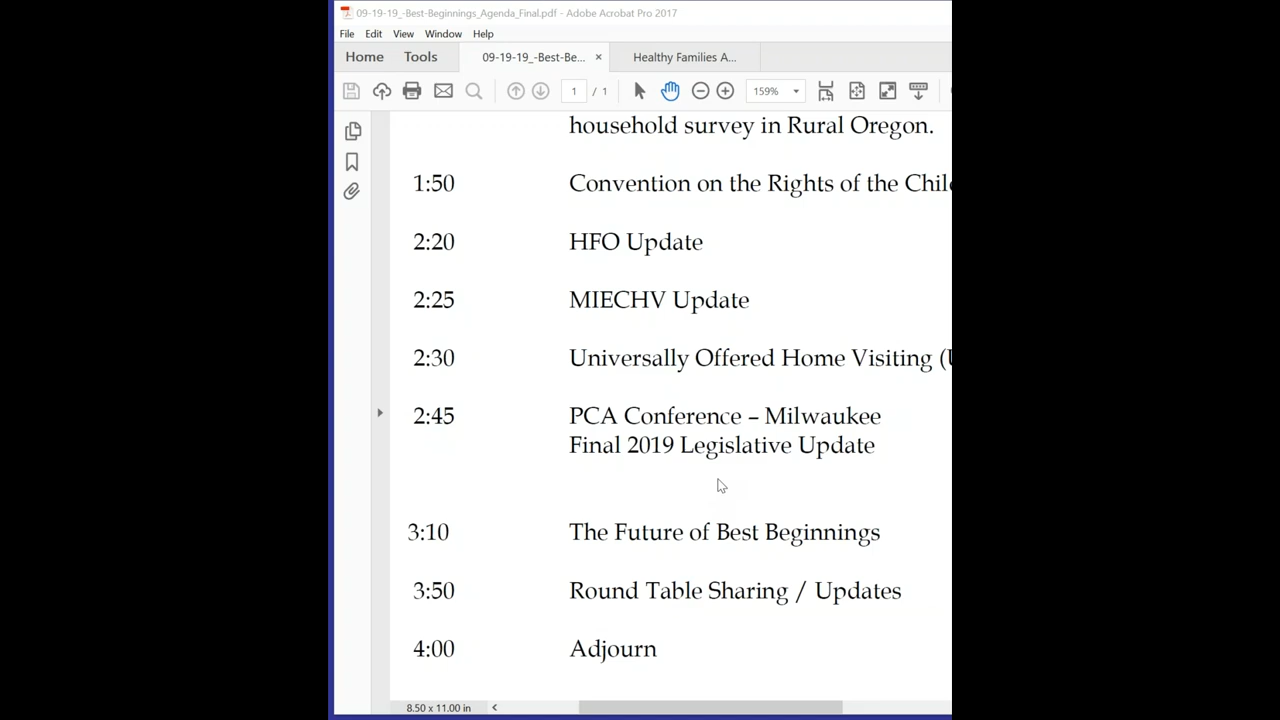 09-19-19_-Best-Beginnings_Agenda_Final.pdf - Adobe Acrobat Pro 2017
File Edit View Window Help
Home Tools 09-19-19_-Best-Be... × Healthy Families A...
1 / 1 159%
household survey in Rural Oregon.
1:50 Convention on the Rights of the Chil
2:20 HFO Update
2:25 MIECHV Update
2:30 Universally Offered Home Visiting (
2:45 PCA Conference – Milwaukee
Final 2019 Legislative Update
3:10 The Future of Best Beginnings
3:50 Round Table Sharing / Updates
4:00 Adjourn
8.50 x 11.00 in